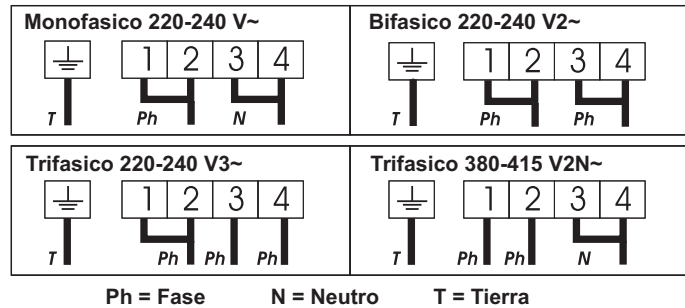 Monofasico 220-240 V~
1 2 3 4
T Ph N
Bifasico 220-240 V2~
1 2 3 4
T Ph Ph
Trifasico 220-240 V3~
1 2 3 4
T Ph Ph Ph
Trifasico 380-415 V2N~
1 2 3 4
T Ph Ph N
Ph = Fase N = Neutro T = Tierra